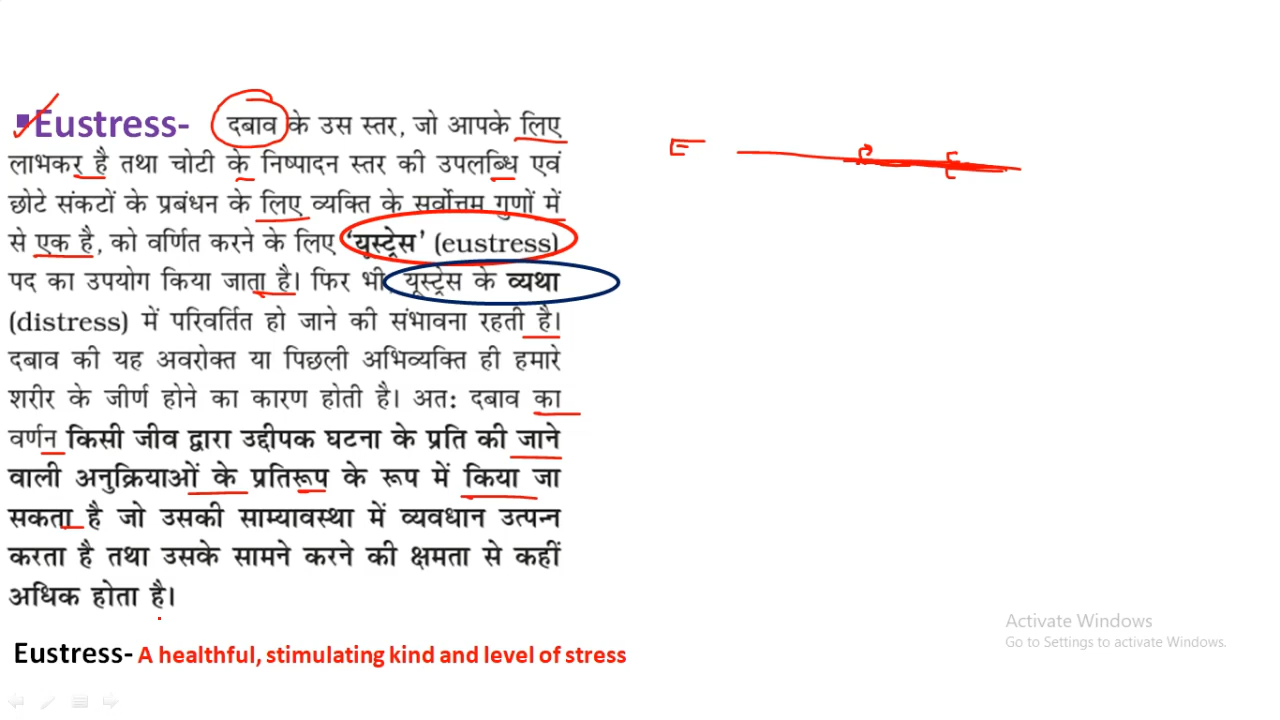 Eustress- दबाव के उस स्तर, जो आपके लिए
लाभकर है तथा चोटी के निष्पादन स्तर की उपलब्धि एवं
छोटे संकटों के प्रबंधन के लिए व्यक्ति के सर्वोत्तम गुणों में
से एक है, को वर्णित करने के लिए 'यूस्ट्रेस' (eustress)
पद का उपयोग किया जाता है। फिर भी यूस्ट्रेस के व्यथा
(distress) में परिवर्तित हो जाने की संभावना रहती है।
दबाव की यह अवरोक्त या पिछली अभिव्यक्ति ही हमारे
शरीर के जीर्ण होने का कारण होती है। अतः दबाव का
वर्णन किसी जीव द्वारा उद्दीपक घटना के प्रति की जाने
वाली अनुक्रियाओं के प्रतिरूप के रूप में किया जा
सकता है जो उसकी साम्यावस्था में व्यवधान उत्पन्न
करता है तथा उसके सामने करने की क्षमता से कहीं
अधिक होता है।
Eustress- A healthful, stimulating kind and level of stress
E
Activate Windows
Go to Settings to activate Windows.